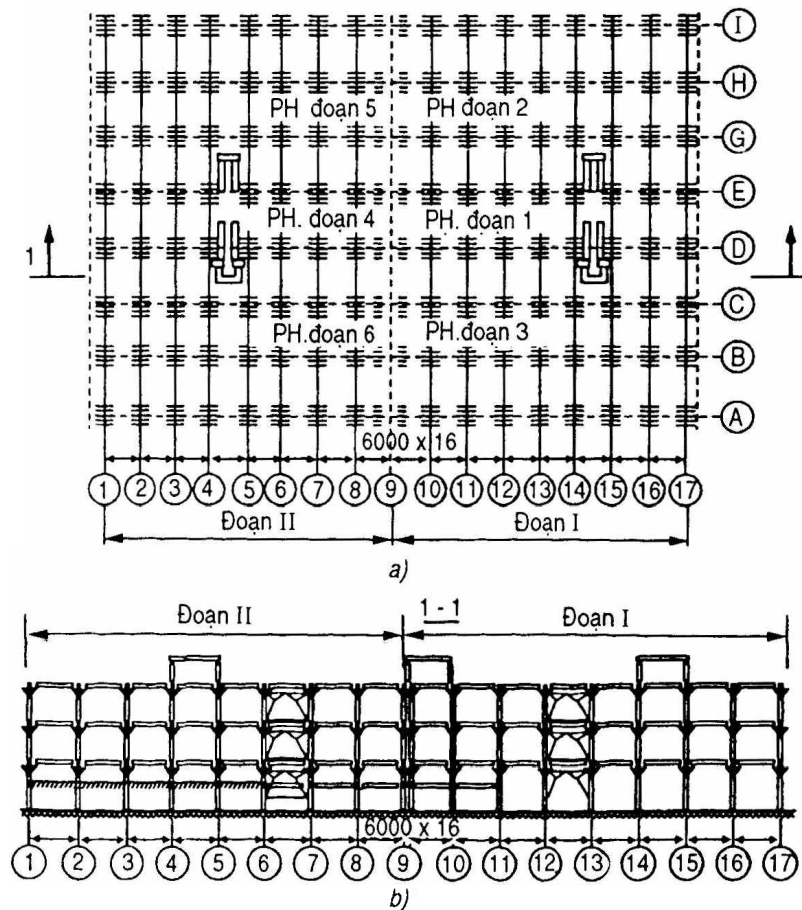 I
H
PH đoạn 5 PH đoạn 2
G
E
PH. đoạn 4 PH. đoạn 1
1 D
C
PH.đoạn 6 PH.đoạn 3
B
A
6000 x 16
1 2 3 4 5 6 7 8 9 10 11 12 13 14 15 16 17
Đoạn II Đoạn I
a)
Đoạn II 1 - 1 Đoạn I
6000 x 16
1 2 3 4 5 6 7 8 9 10 11 12 13 14 15 16 17
b)